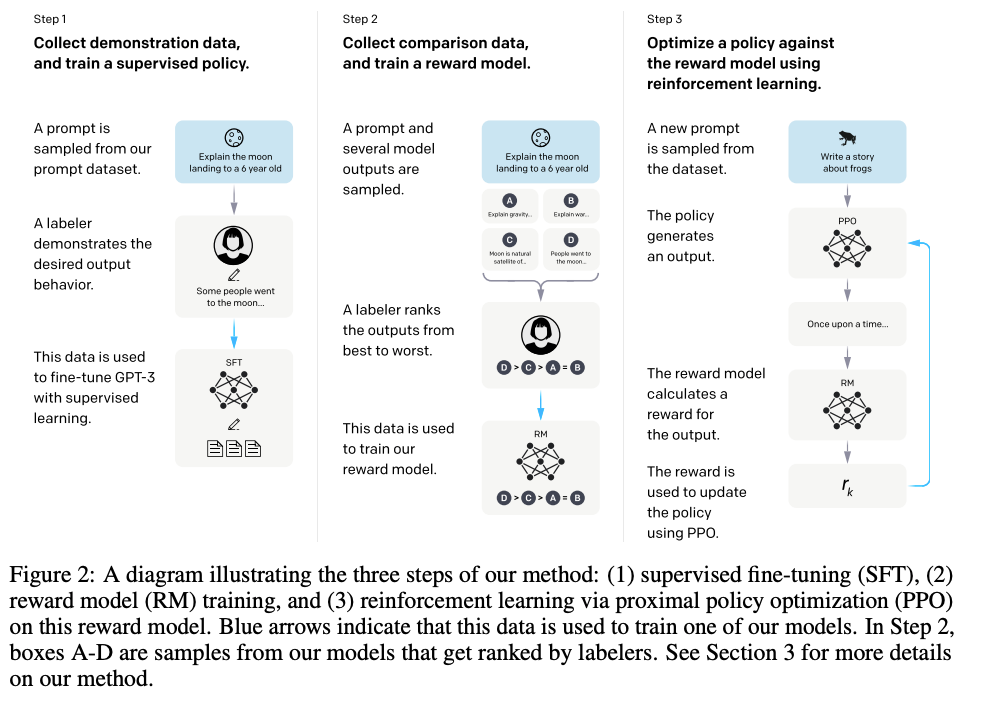 Step 1
Collect demonstration data,
and train a supervised policy.
A prompt is
sampled from our
prompt dataset.
Explain the moon
landing to a 6 year old
A labeler
demonstrates the
desired output
behavior.
Some people went
to the moon...
This data is used
to fine-tune GPT-3
with supervised
learning.
SFT
Step 2
Collect comparison data,
and train a reward model.
A prompt and
several model
outputs are
sampled.
Explain the moon
landing to a 6 year old
A
Explain gravity...
B
Explain war...
C
Moon is natural
satellite of...
D
People went to
the moon...
A labeler ranks
the outputs from
best to worst.
D > C > A = B
This data is used
to train our
reward model.
RM
D > C > A = B
Step 3
Optimize a policy against
the reward model using
reinforcement learning.
A new prompt
is sampled from
the dataset.
Write a story
about frogs
The policy
generates
an output.
PPO
Once upon a time...
The reward model
calculates a
reward for
the output.
RM
The reward is
used to update
the policy
using PPO.
rk
Figure 2: A diagram illustrating the three steps of our method: (1) supervised fine-tuning (SFT), (2)
reward model (RM) training, and (3) reinforcement learning via proximal policy optimization (PPO)
on this reward model. Blue arrows indicate that this data is used to train one of our models. In Step 2,
boxes A-D are samples from our models that get ranked by labelers. See Section 3 for more details
on our method.